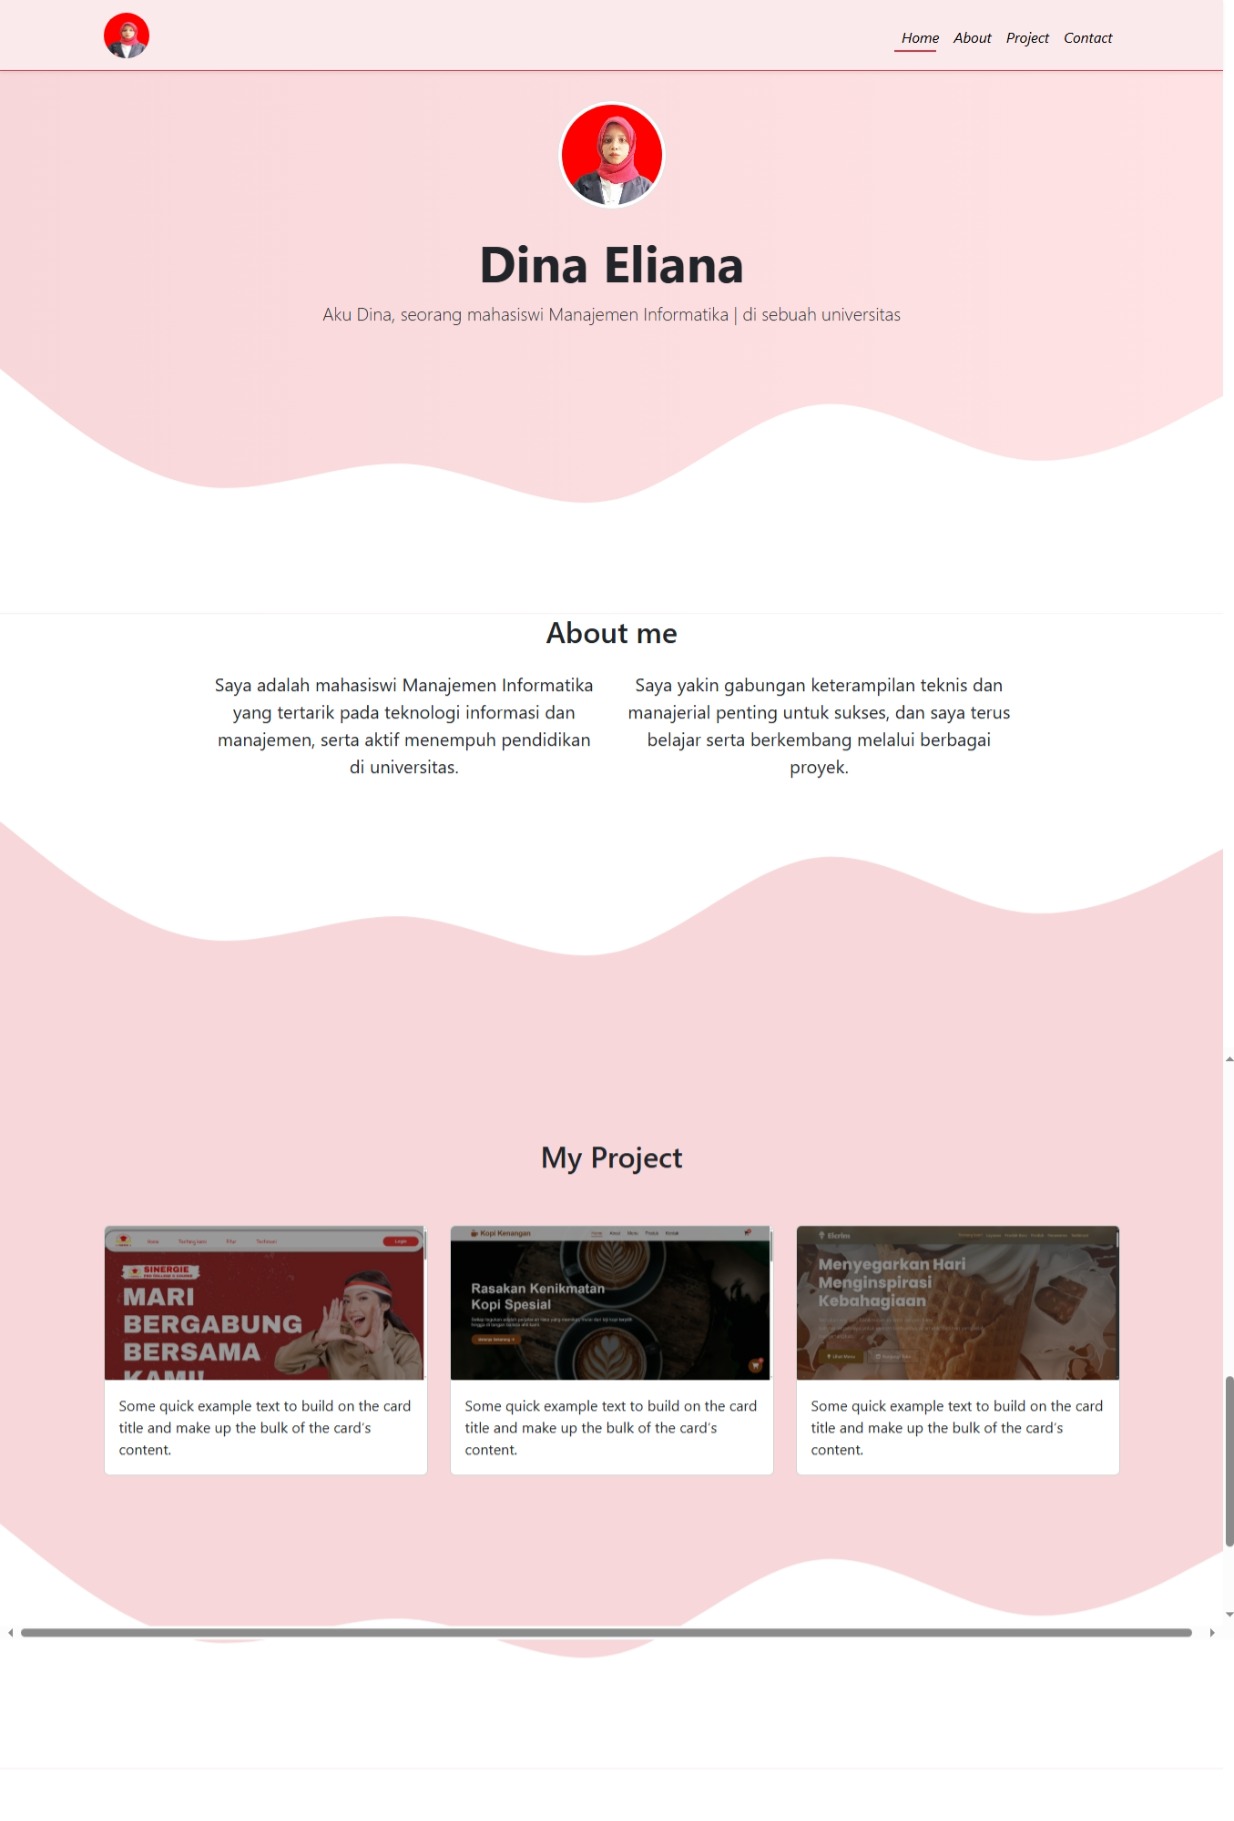 Home About Project Contact
Dina Eliana
Aku Dina, seorang mahasiswi Manajemen Informatika | di sebuah universitas
About me
Saya adalah mahasiswi Manajemen Informatika
yang tertarik pada teknologi informasi dan
manajemen, serta aktif menempuh pendidikan
di universitas.
Saya yakin gabungan keterampilan teknis dan
manajerial penting untuk sukses, dan saya terus
belajar serta berkembang melalui berbagai
proyek.
My Project
Login
SINERGIE
MARI
BERGABUNG
BERSAMA
KAMI!
Some quick example text to build on the card
title and make up the bulk of the card's
content.
Kopi Kenangan
Rasakan Kenikmatan
Kopi Spesial
Some quick example text to build on the card
title and make up the bulk of the card's
content.
Menyegarkan Hari
Menginspirasi
Kebahagiaan
Some quick example text to build on the card
title and make up the bulk of the card's
content.